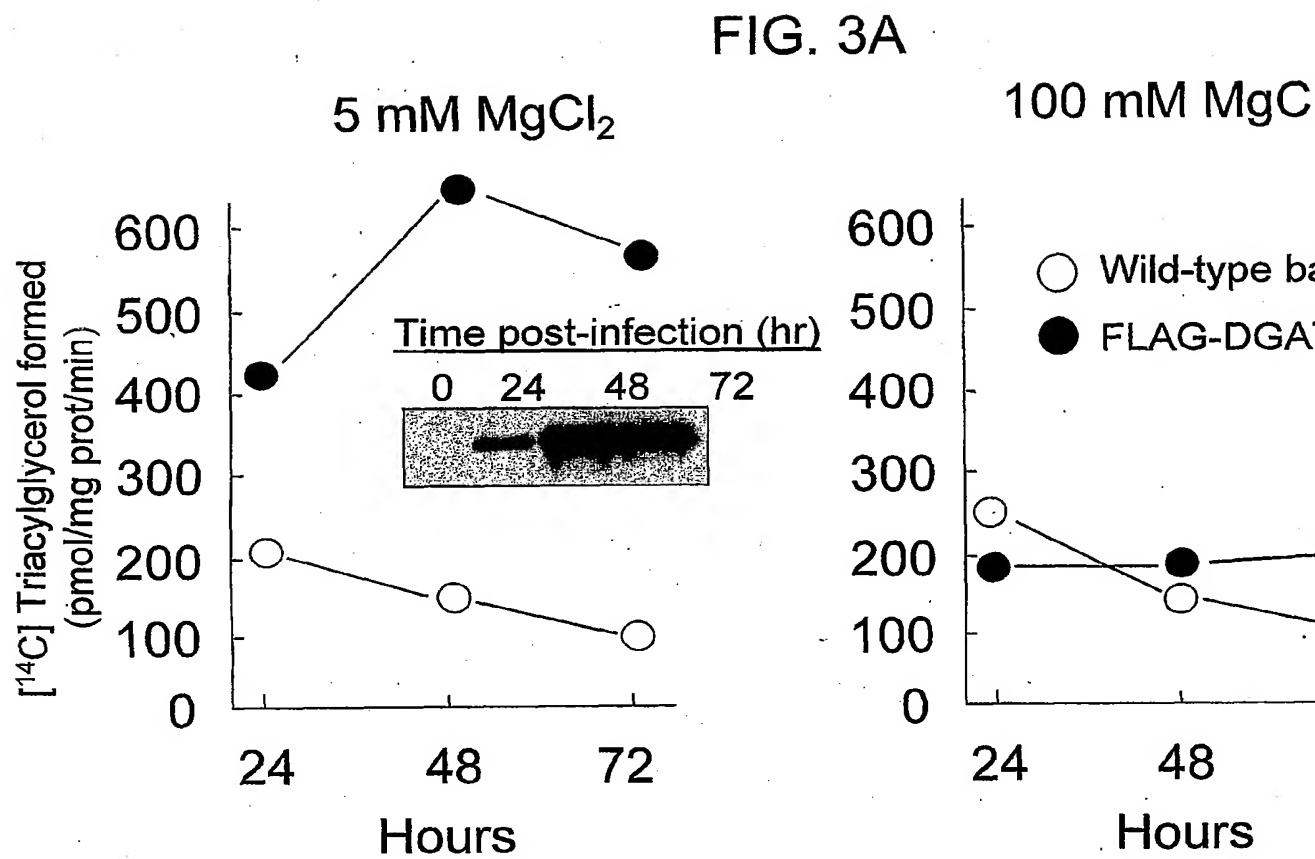 FIG. 3A
5 mM MgCl₂
[¹⁴C] Triacylglycerol formed
(pmol/mg prot/min)
600
500
400
300
200
100
0
Time post-infection (hr)
0 24 48 72
24 48 72
Hours
100 mM MgC
600
500
400
300
200
100
0
Wild-type ba
FLAG-DGA
24 48
Hours